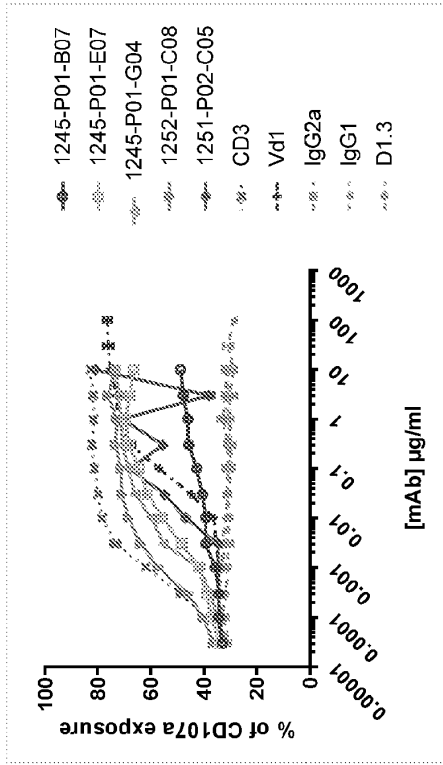 % of CD107a exposure
100
80
60
40
20
0
0.00001
0.0001
0.001
0.01
0.1
1
10
100
1000
[mAb] µg/ml
1245-P01-B07
1245-P01-E07
1245-P01-G04
1252-P01-C08
1251-P02-C05
CD3
Vd1
IgG2a
IgG1
D1.3